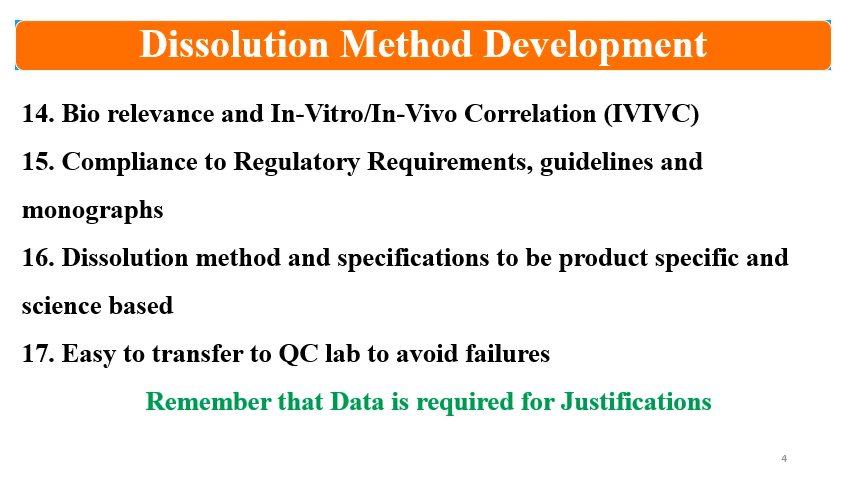 Dissolution Method Development
14. Bio relevance and In-Vitro/In-Vivo Correlation (IVIVC)
15. Compliance to Regulatory Requirements, guidelines and
monographs
16. Dissolution method and specifications to be product specific and
science based
17. Easy to transfer to QC lab to avoid failures
Remember that Data is required for Justifications
4